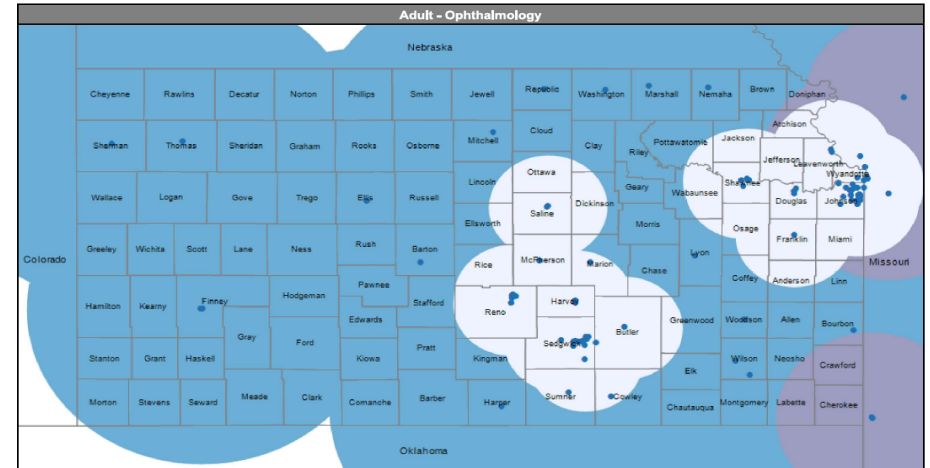 Adult - Ophthalmology
Nebraska
Cheyenne Rawlins Decatur Norton Phillips Smith Jewell Republic Washington Marshall Nemaha Brown Doniphan
Atchison
Sherman Thomas Sheridan Graham Rooks Osborne Mitchell Cloud Clay Riley Pottawatomie Jackson
Jefferson Leavenworth
Ottawa Wyandotte
Lincoln Geary Wabaunsee Shawnee
Wallace Logan Gove Trego Ellis Russell Saline Dickinson Douglas Johnson
Ellsworth Morris Osage
Colorado Greeley Wichita Scott Lane Ness Rush Barton Lyon Franklin Miami Missouri
Rice McPherson Marion Chase
Pawnee Coffey Anderson Linn
Hamilton Kearny Finney Hodgeman Stafford Reno Harvey
Edwards Butler Greenwood Woodson Allen Bourbon
Gray Ford Pratt Sedgwick
Stanton Grant Haskell Kiowa Kingman Elk Wilson Neosho Crawford
Morton Stevens Seward Meade Clark Comanche Barber Harper Sumner Cowley Chautauqua Montgomery Labette Cherokee
Oklahoma